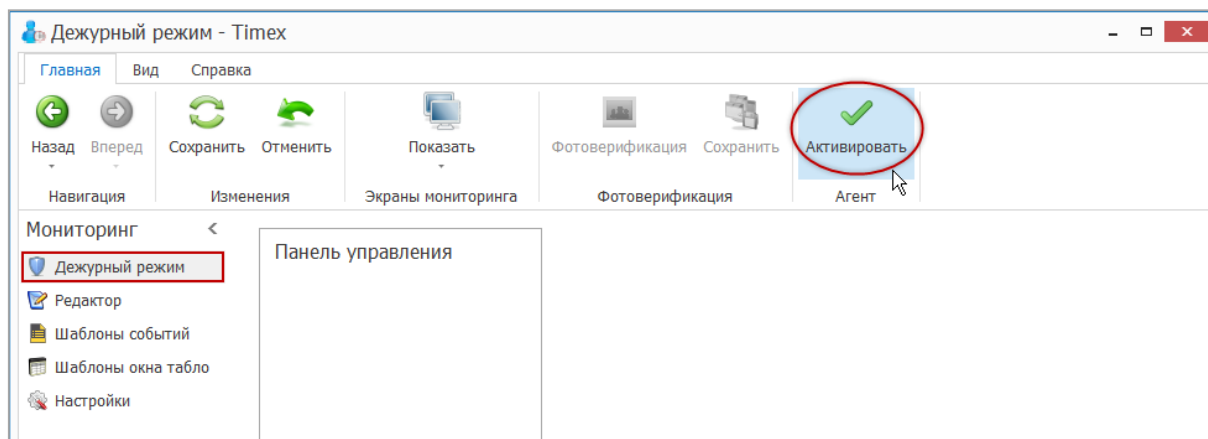 Дежурный режим - Timex
Главная Вид Справка
Назад Вперед Сохранить Отменить Показать Фотоверификация Сохранить Активировать
Навигация Изменения Экраны мониторинга Фотоверификация Агент
Мониторинг
Панель управления
Дежурный режим
Редактор
Шаблоны событий
Шаблоны окна табло
Настройки